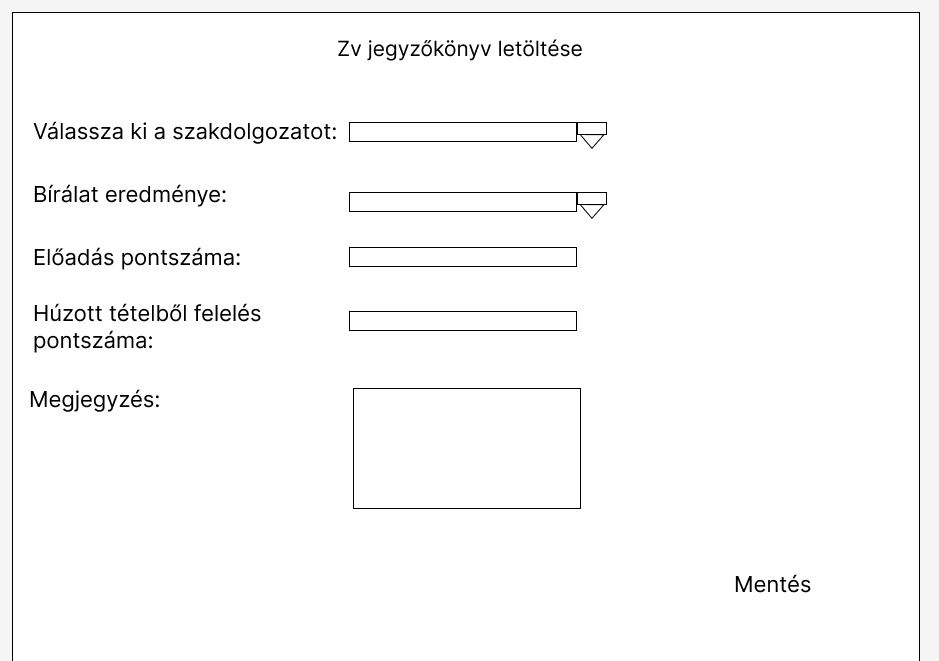 Zv jegyzőkönyv letöltése
Válassza ki a szakdolgozatot:
Bírálat eredménye:
Előadás pontszáma:
Húzott tételből felelés
pontszáma:
Megjegyzés:
Mentés